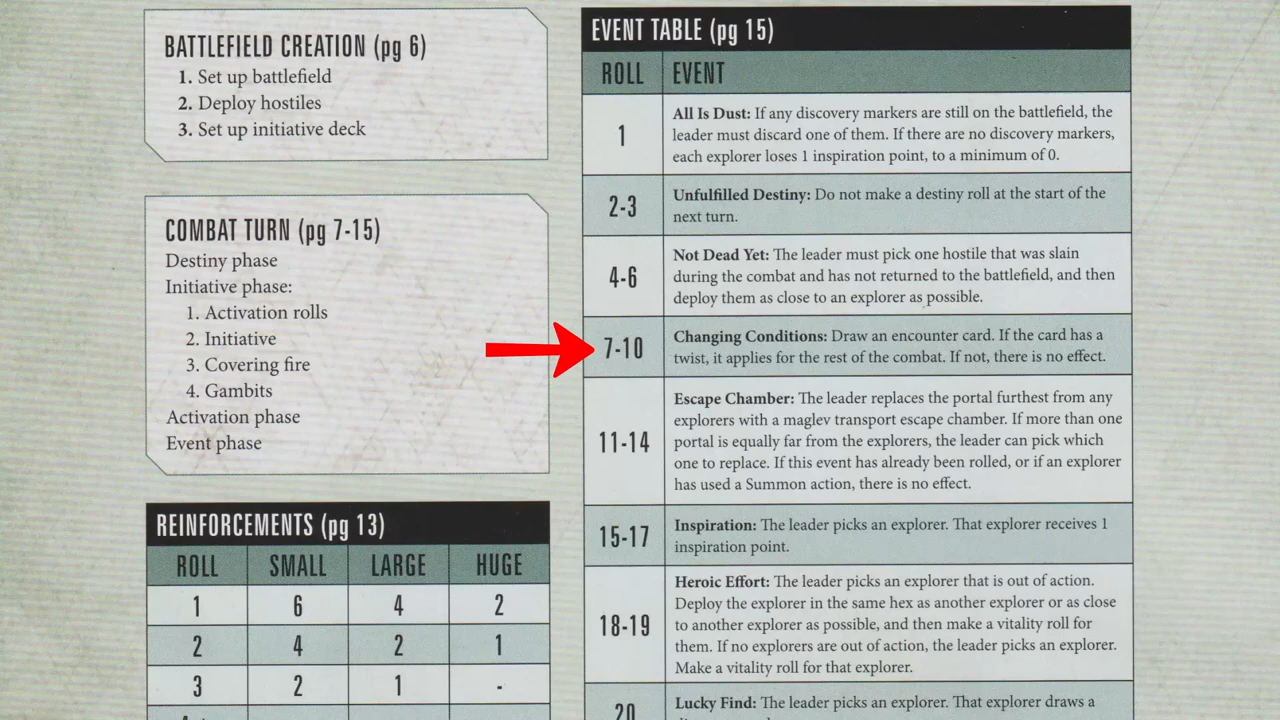 BATTLEFIELD CREATION (pg 6)
1. Set up battlefield
2. Deploy hostiles
3. Set up initiative deck
COMBAT TURN (pg 7-15)
Destiny phase
Initiative phase:
1. Activation rolls
2. Initiative
3. Covering fire
4. Gambits
Activation phase
Event phase
REINFORCEMENTS (pg 13)
ROLL SMALL LARGE HUGE
1 6 4 2
2 4 2 1
3 2 1 -
EVENT TABLE (pg 15)
ROLL EVENT
1 All Is Dust: If any discovery markers are still on the battlefield, the
leader must discard one of them. If there are no discovery markers,
each explorer loses 1 inspiration point, to a minimum of 0.
2-3 Unfulfilled Destiny: Do not make a destiny roll at the start of the
next turn.
4-6 Not Dead Yet: The leader must pick one hostile that was slain
during the combat and has not returned to the battlefield, and then
deploy them as close to an explorer as possible.
7-10 Changing Conditions: Draw an encounter card. If the card has a
twist, it applies for the rest of the combat. If not, there is no effect.
11-14 Escape Chamber: The leader replaces the portal furthest from any
explorers with a maglev transport escape chamber. If more than one
portal is equally far from the explorers, the leader can pick which
one to replace. If this event has already been rolled, or if an explorer
has used a Summon action, there is no effect.
15-17 Inspiration: The leader picks an explorer. That explorer receives 1
inspiration point.
18-19 Heroic Effort: The leader picks an explorer that is out of action.
Deploy the explorer in the same hex as another explorer or as close
to another explorer as possible, and then make a vitality roll for
them. If no explorers are out of action, the leader picks an explorer.
Make a vitality roll for that explorer.
20 Lucky Find: The leader picks an explorer. That explorer draws a